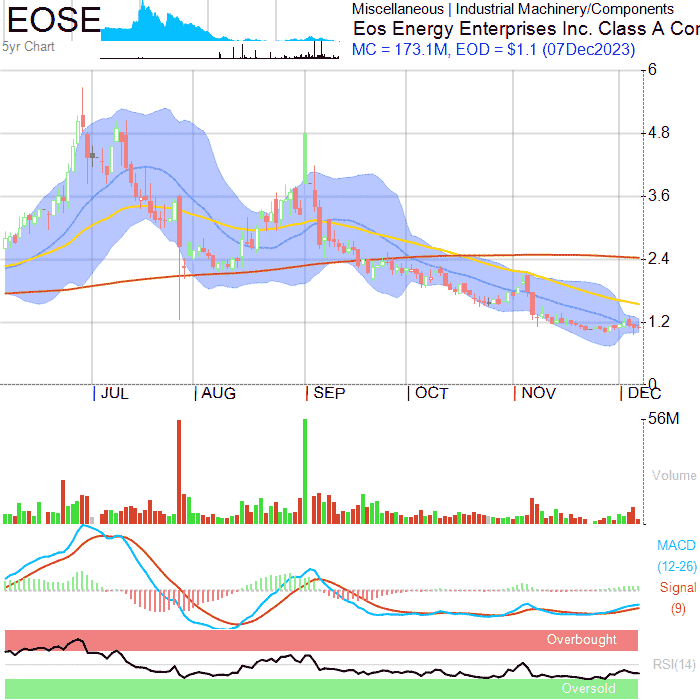 EOSE
5yr Chart
Miscellaneous | Industrial Machinery/Components
Eos Energy Enterprises Inc. Class A Cor
MC = 173.1M, EOD = $1.1 (07Dec2023)
6
4.8
3.6
2.4
1.2
0
JUL AUG SEP OCT NOV DEC
56M
Volume
MACD
(12-26)
Signal
(9)
Overbought
RSI(14)
Oversold